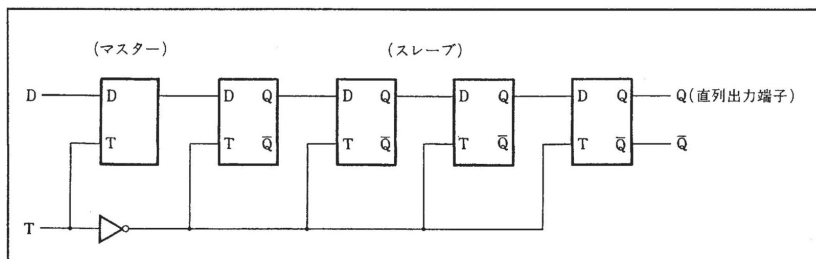 (マスター) (スレーブ)
D D D Q D Q D Q D Q Q(直列出力端子)
T T Q̅ T Q̅ T Q̅ T Q̅ Q̅
T